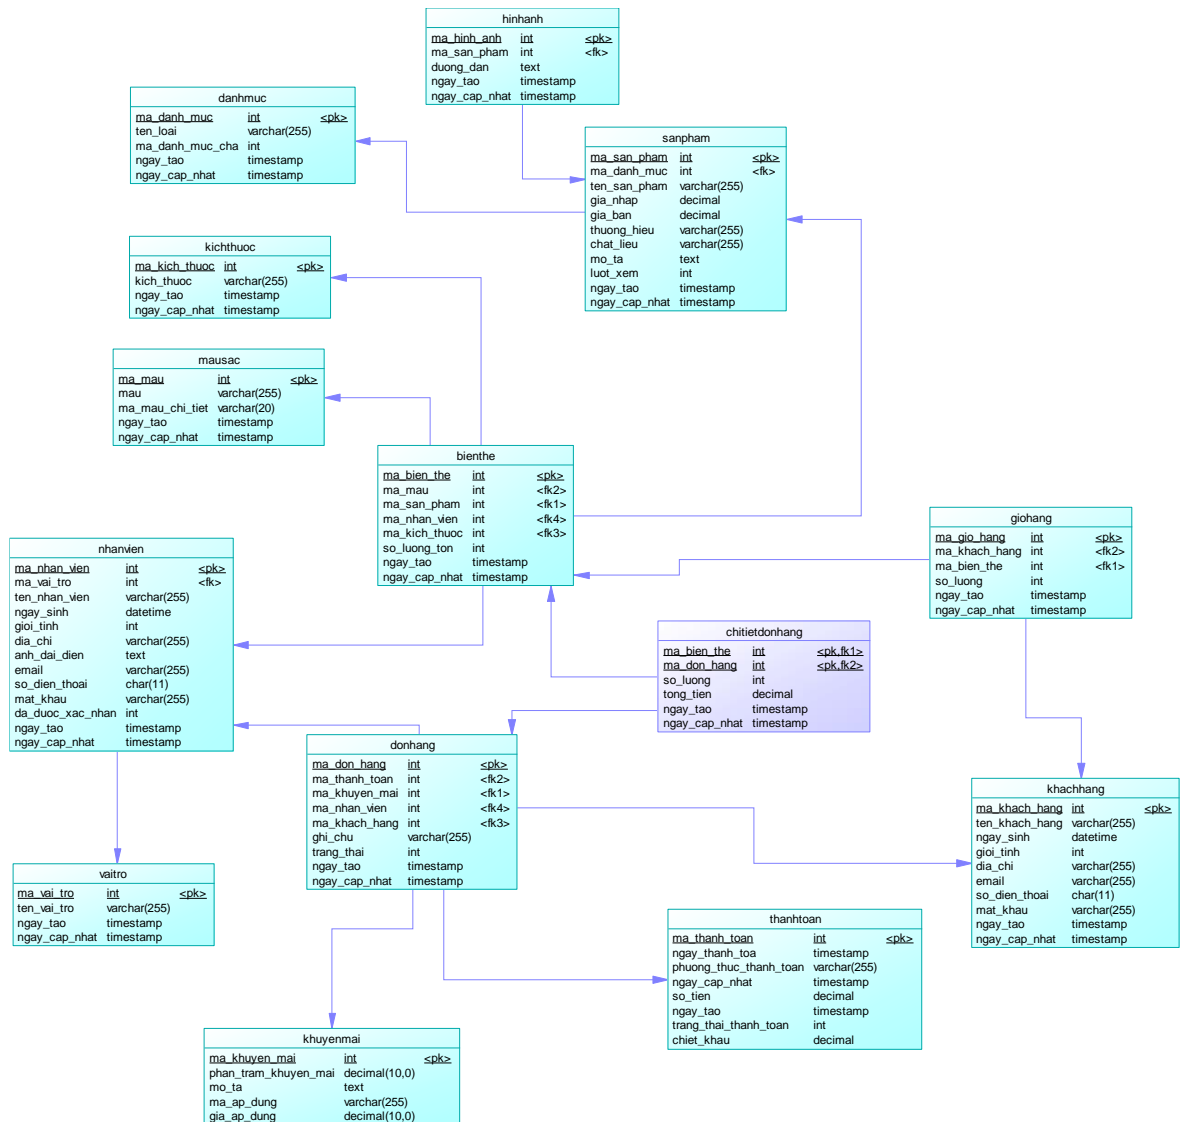 hinhanh
ma_hinh_anh int <pk>
ma_san_pham int <fk>
duong_dan text
ngay_tao timestamp
ngay_cap_nhat timestamp
danhmuc
ma_danh_muc int <pk>
ten_loai varchar(255)
ma_danh_muc_cha int
ngay_tao timestamp
ngay_cap_nhat timestamp
sanpham
ma_san_pham int <pk>
ma_danh_muc int <fk>
ten_san_pham varchar(255)
gia_nhap decimal
gia_ban decimal
thuong_hieu varchar(255)
chat_lieu varchar(255)
mo_ta text
luot_xem int
ngay_tao timestamp
ngay_cap_nhat timestamp
kichthuoc
ma_kich_thuoc int <pk>
kich_thuoc varchar(255)
ngay_tao timestamp
ngay_cap_nhat timestamp
mausac
ma_mau int <pk>
mau varchar(255)
ma_mau_chi_tiet varchar(20)
ngay_tao timestamp
ngay_cap_nhat timestamp
bienthe
ma_bien_the int <pk>
ma_mau int <fk2>
ma_san_pham int <fk1>
ma_nhan_vien int <fk4>
ma_kich_thuoc int <fk3>
so_luong_ton int
ngay_tao timestamp
ngay_cap_nhat timestamp
giohang
ma_gio_hang int <pk>
ma_khach_hang int <fk2>
ma_bien_the int <fk1>
so_luong int
ngay_tao timestamp
ngay_cap_nhat timestamp
nhanvien
ma_nhan_vien int <pk>
ma_vai_tro int <fk>
ten_nhan_vien varchar(255)
ngay_sinh datetime
gioi_tinh int
dia_chi varchar(255)
anh_dai_dien text
email varchar(255)
so_dien_thoai char(11)
mat_khau varchar(255)
da_duoc_xac_nhan int
ngay_tao timestamp
ngay_cap_nhat timestamp
chitietdonhang
ma_bien_the int <pk,fk1>
ma_don_hang int <pk,fk2>
so_luong int
tong_tien decimal
ngay_tao timestamp
ngay_cap_nhat timestamp
donhang
ma_don_hang int <pk>
ma_thanh_toan int <fk2>
ma_khuyen_mai int <fk1>
ma_nhan_vien int <fk4>
ma_khach_hang int <fk3>
ghi_chu varchar(255)
trang_thai int
ngay_tao timestamp
ngay_cap_nhat timestamp
khachhang
ma_khach_hang int <pk>
ten_khach_hang varchar(255)
ngay_sinh datetime
gioi_tinh int
dia_chi varchar(255)
email varchar(255)
so_dien_thoai char(11)
mat_khau varchar(255)
ngay_tao timestamp
ngay_cap_nhat timestamp
vaitro
ma_vai_tro int <pk>
ten_vai_tro varchar(255)
ngay_tao timestamp
ngay_cap_nhat timestamp
thanhtoan
ma_thanh_toan int <pk>
ngay_thanh_toa timestamp
phuong_thuc_thanh_toan varchar(255)
ngay_cap_nhat timestamp
so_tien decimal
ngay_tao timestamp
trang_thai_thanh_toan int
chiet_khau decimal
khuyenmai
ma_khuyen_mai int <pk>
phan_tram_khuyen_mai decimal(10,0)
mo_ta text
ma_ap_dung varchar(255)
gia_ap_dung decimal(10,0)